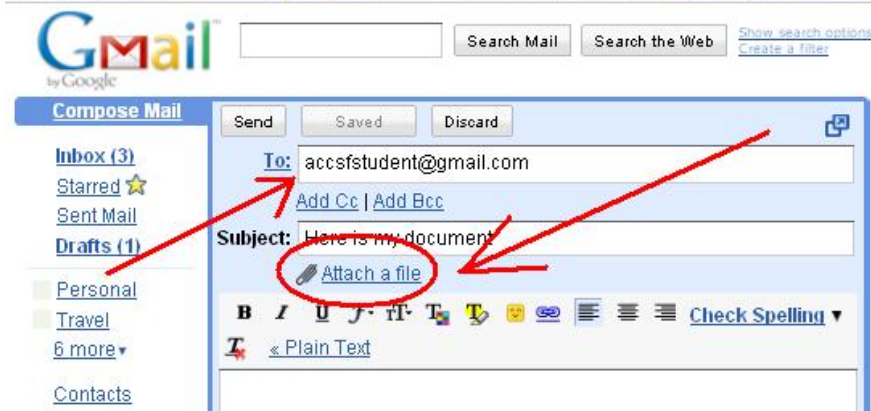 Gmail™ Search Mail Search the Web Show search options
Create a filter
by Google
Compose Mail
Send Saved Discard
Inbox (3)
Starred
Sent Mail
Drafts (1)
Personal
Travel
6 more▾
Contacts
To: accsfstudent@gmail.com
Add Cc | Add Bcc
Subject: Here is my document
Attach a file
B I U f T T T Check Spelling ▼
T « Plain Text